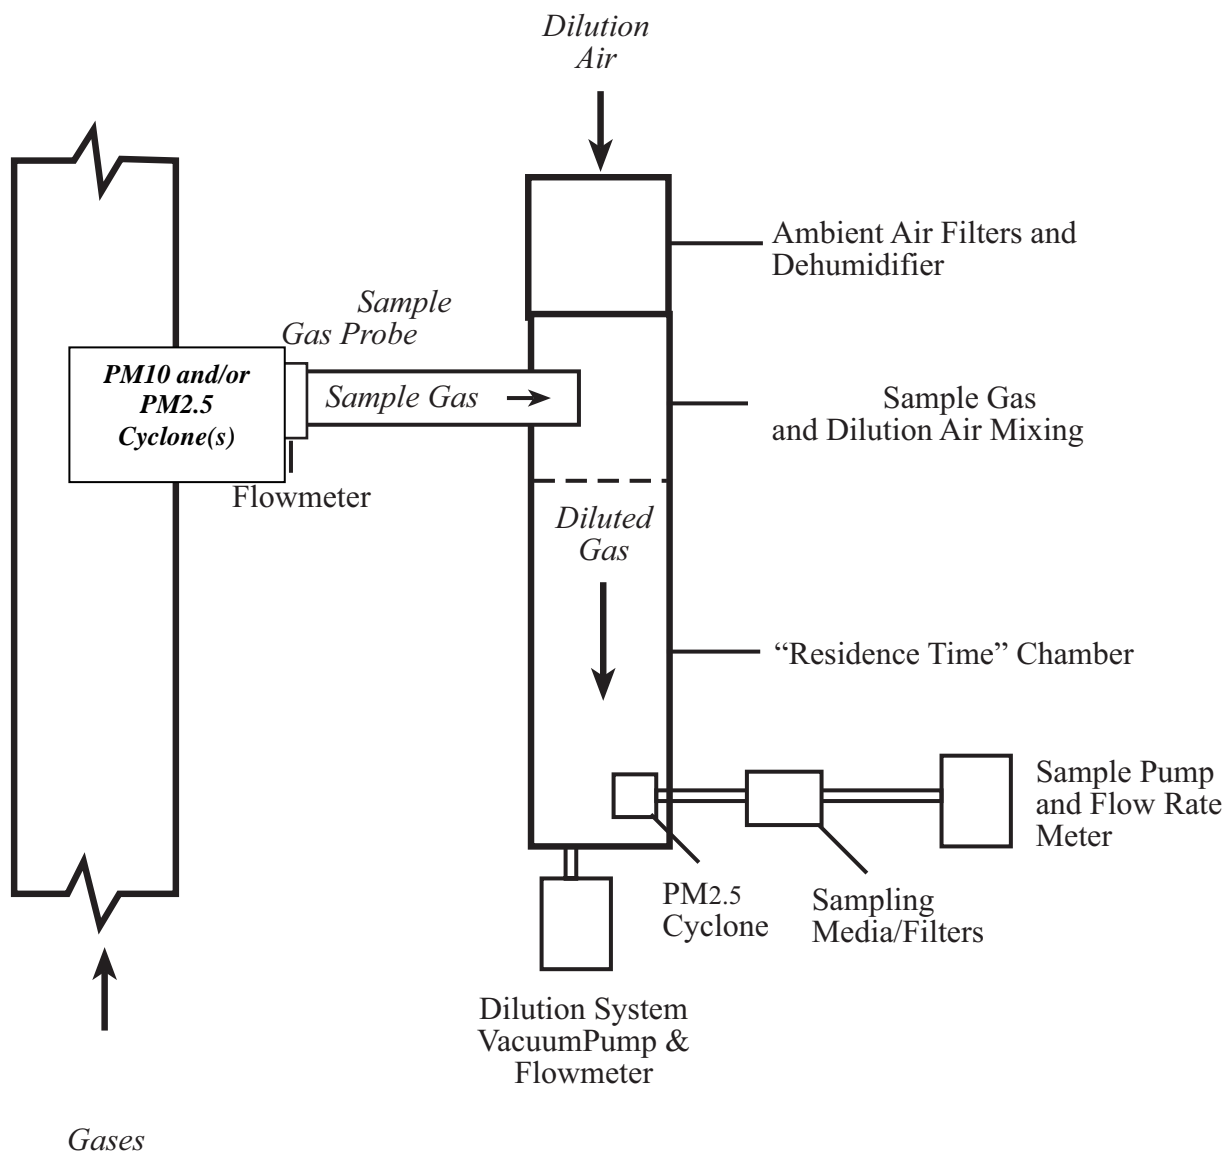 Dilution
Air
Ambient Air Filters and
Dehumidifier
Sample
Gas Probe
PM10 and/or
PM2.5
Cyclone(s)
Sample Gas
Sample Gas
and Dilution Air Mixing
Flowmeter
Diluted
Gas
“Residence Time” Chamber
Sample Pump
and Flow Rate
Meter
PM2.5
Cyclone
Sampling
Media/Filters
Dilution System
VacuumPump &
Flowmeter
Gases